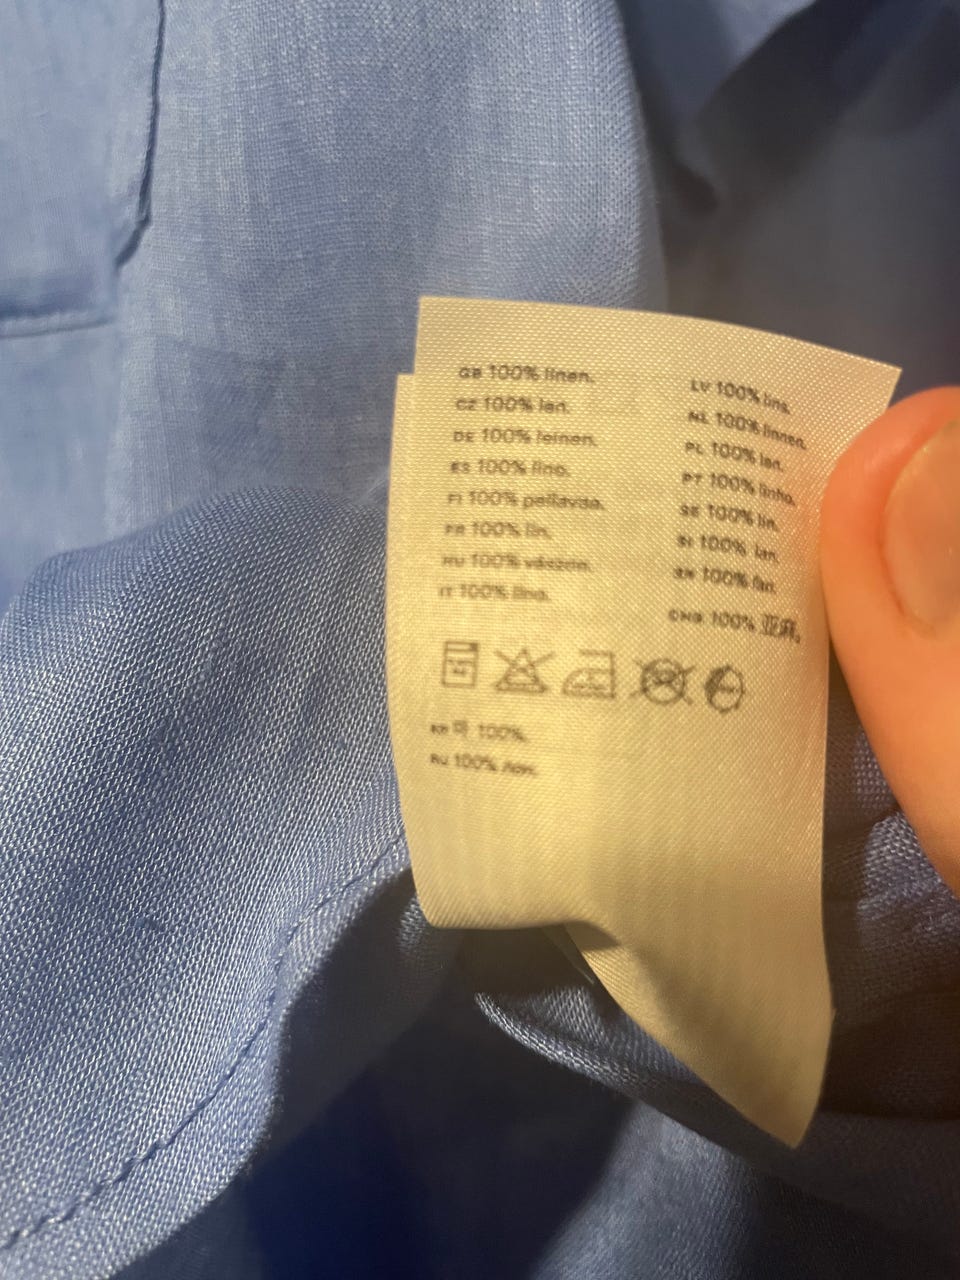 GB 100% linen.
CZ 100% len.
DE 100% leinen.
ES 100% lino.
FI 100% pellavaa.
FR 100% lin.
HU 100% vászon.
IT 100% lino.
LV 100% lins.
NL 100% linnen.
PL 100% len.
PT 100% linho.
SE 100% lin.
SI 100% lan.
SK 100% ľan.
CNS 100% 亚麻。
KR 마 100%.
RU 100% лен.